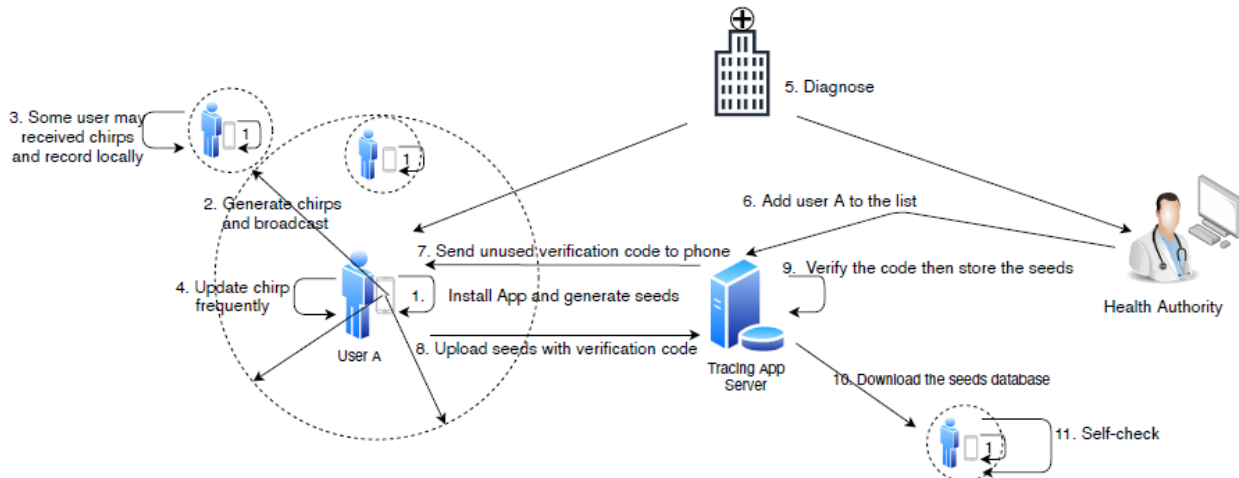 5. Diagnose
3. Some user may
received chirps
and record locally
1
1
2. Generate chirps
and broadcast
6. Add user A to the list
7. Send unused verification code to phone
9. Verify the code then store the seeds
4. Update chirp
frequently
1.
Install App and generate seeds
Health Authority
User A
8. Upload seeds with verification code
Tracing App
Server
10. Download the seeds database
11. Self-check
1